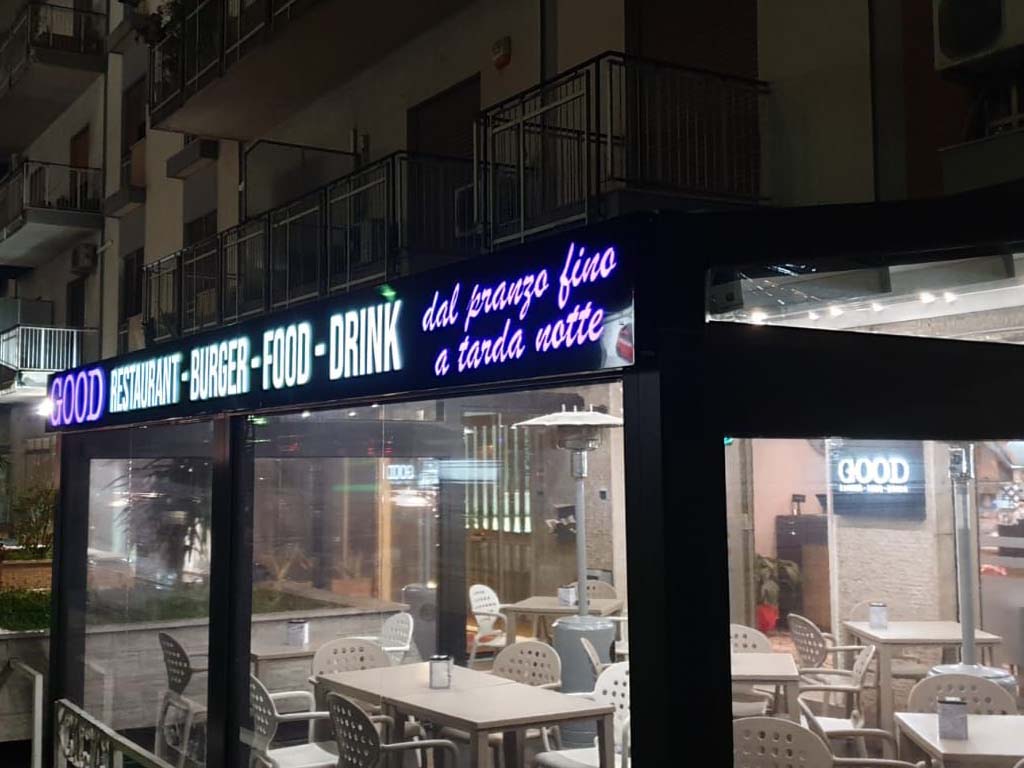 GOOD RESTAURANT - BURGER - FOOD - DRINK
dal pranzo fino
a tarda notte
GOOD